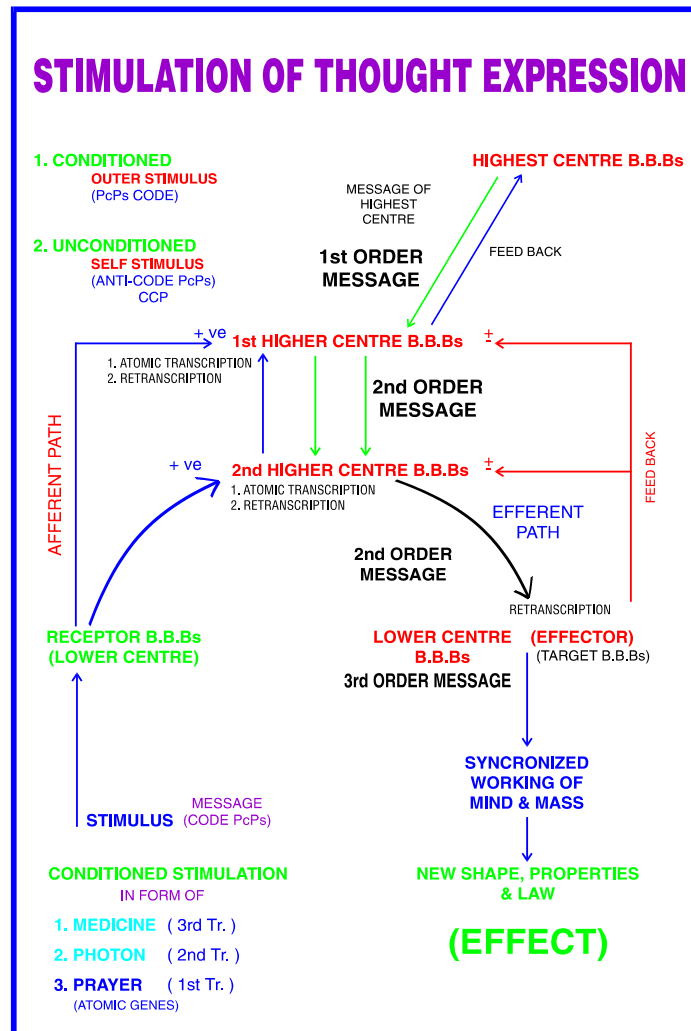 STIMULATION OF THOUGHT EXPRESSION
1. CONDITIONED
OUTER STIMULUS
(PcPs CODE)
2. UNCONDITIONED
SELF STIMULUS
(ANTI-CODE PcPs)
CCP
HIGHEST CENTRE B.B.Bs
MESSAGE OF
HIGHEST
CENTRE
1st ORDER
MESSAGE
FEED BACK
+ ve
1st HIGHER CENTRE B.B.Bs
±
-
1. ATOMIC TRANSCRIPTION
2. RETRANSCRIPTION
2nd ORDER
MESSAGE
AFFERENT PATH
+ ve
2nd HIGHER CENTRE B.B.Bs
±
-
1. ATOMIC TRANSCRIPTION
2. RETRANSCRIPTION
FEED BACK
EFFERENT
PATH
2nd ORDER
MESSAGE
RETRANSCRIPTION
RECEPTOR B.B.Bs
(LOWER CENTRE)
LOWER CENTRE (EFFECTOR)
B.B.Bs (TARGET B.B.Bs)
3rd ORDER MESSAGE
SYNCRONIZED
WORKING OF
MIND & MASS
STIMULUS
MESSAGE
(CODE PcPs)
CONDITIONED STIMULATION
IN FORM OF
1. MEDICINE ( 3rd Tr. )
2. PHOTON ( 2nd Tr. )
3. PRAYER ( 1st Tr. )
(ATOMIC GENES)
NEW SHAPE, PROPERTIES
& LAW
(EFFECT)